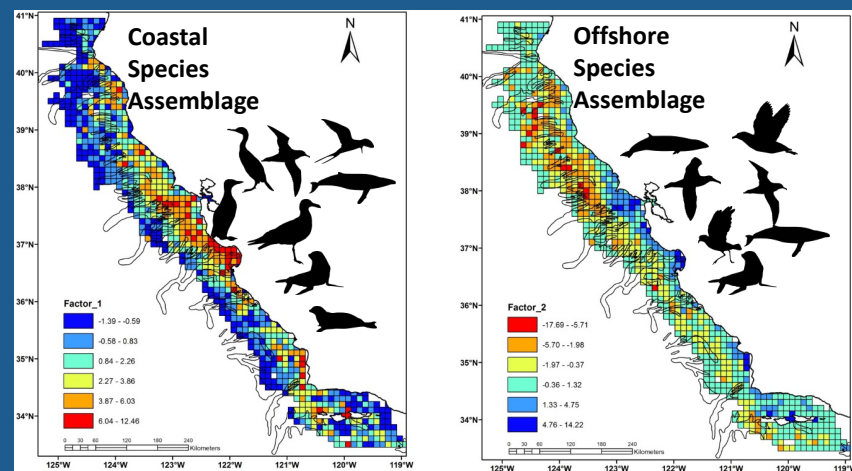 Coastal
Species
Assemblage
N
41°N
40°N
39°N
38°N
37°N
36°N
35°N
34°N
Factor_1
-1.39 - -0.59
-0.58 - 0.83
0.84 - 2.26
2.27 - 3.86
3.87 - 6.03
6.04 - 12.46
0 30 60 120 180 240
Kilometers
125°W 124°W 123°W 122°W 121°W 120°W 119°W
Offshore
Species
Assemblage
N
41°N
40°N
39°N
38°N
37°N
36°N
35°N
34°N
Factor_2
-17.69 - -5.71
-5.70 - -1.98
-1.97 - -0.37
-0.36 - 1.32
1.33 - 4.75
4.76 - 14.22
0 30 60 120 180 240
Kilometers
125°W 124°W 123°W 122°W 121°W 120°W 119°W